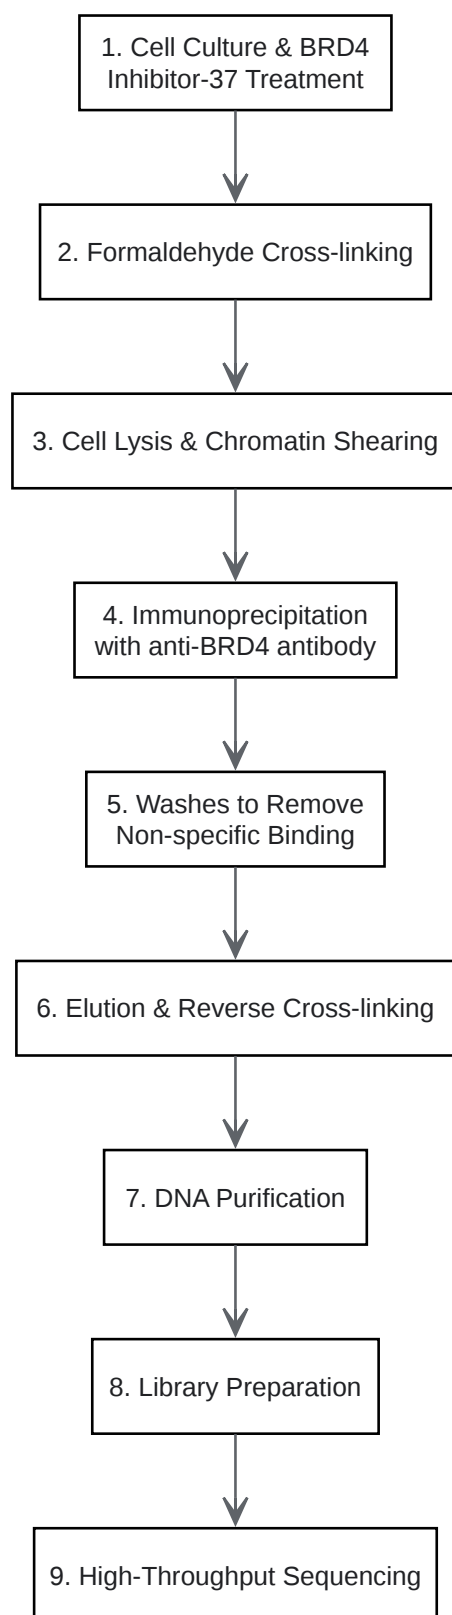 1. Cell Culture & BRD4
Inhibitor-37 Treatment
2. Formaldehyde Cross-linking
3. Cell Lysis & Chromatin Shearing
4. Immunoprecipitation
with anti-BRD4 antibody
5. Washes to Remove
Non-specific Binding
6. Elution & Reverse Cross-linking
7. DNA Purification
8. Library Preparation
9. High-Throughput Sequencing